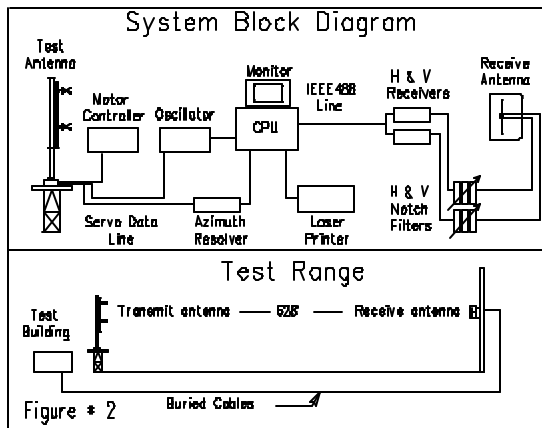 System Block Diagram
Test
Antenna
Motor
Controller
Oscillator
Monitor
CPU
IEEE488
Line
H & V
Receivers
Receive
Antenna
Servo Data
Line
Azimuth
Resolver
Laser
Printer
H & V
Notch
Filters
Test Range
Test
Building
Transmit antenna — 628' — Receive antenna
Buried Cables
Figure # 2